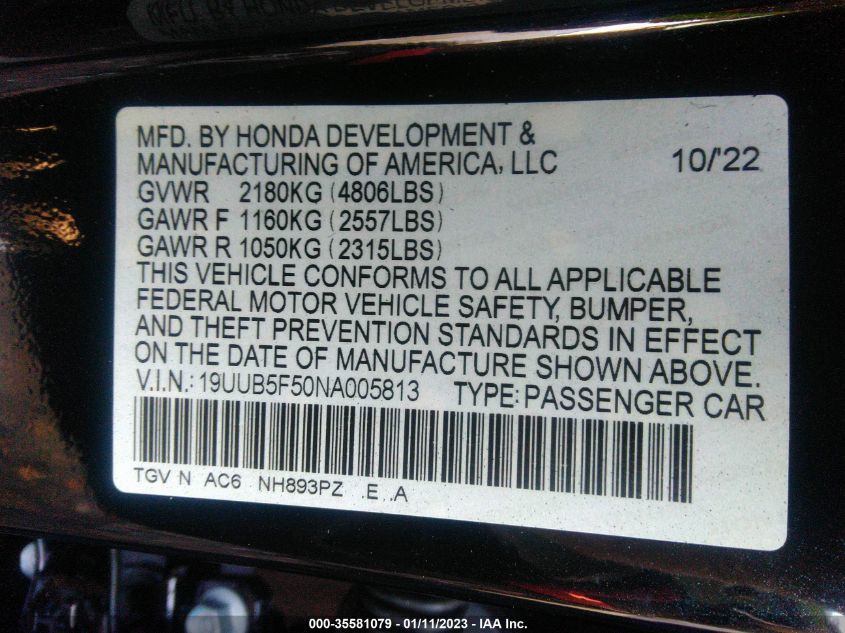 MFD. BY HONDA DEVELOPMENT &
MANUFACTURING OF AMERICA, LLC 10/'22
GVWR 2180KG (4806LBS)
GAWR F 1160KG (2557LBS)
GAWR R 1050KG (2315LBS)
THIS VEHICLE CONFORMS TO ALL APPLICABLE
FEDERAL MOTOR VEHICLE SAFETY, BUMPER,
AND THEFT PREVENTION STANDARDS IN EFFECT
ON THE DATE OF MANUFACTURE SHOWN ABOVE.
V.I.N.: 19UUB5F50NA005813 TYPE: PASSENGER CAR
TGV N AC6 NH893PZ .E .A
000-35581079 - 01/11/2023 - IAA Inc.